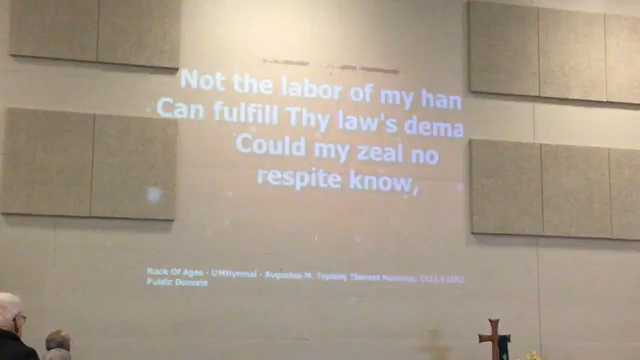 Not the labor of my han
Can fulfill Thy law's dema
Could my zeal no
respite know,
Rock Of Ages - UMHymnal - Augustus M. Toplady Thomas Hastings, CCLI #
Public Domain